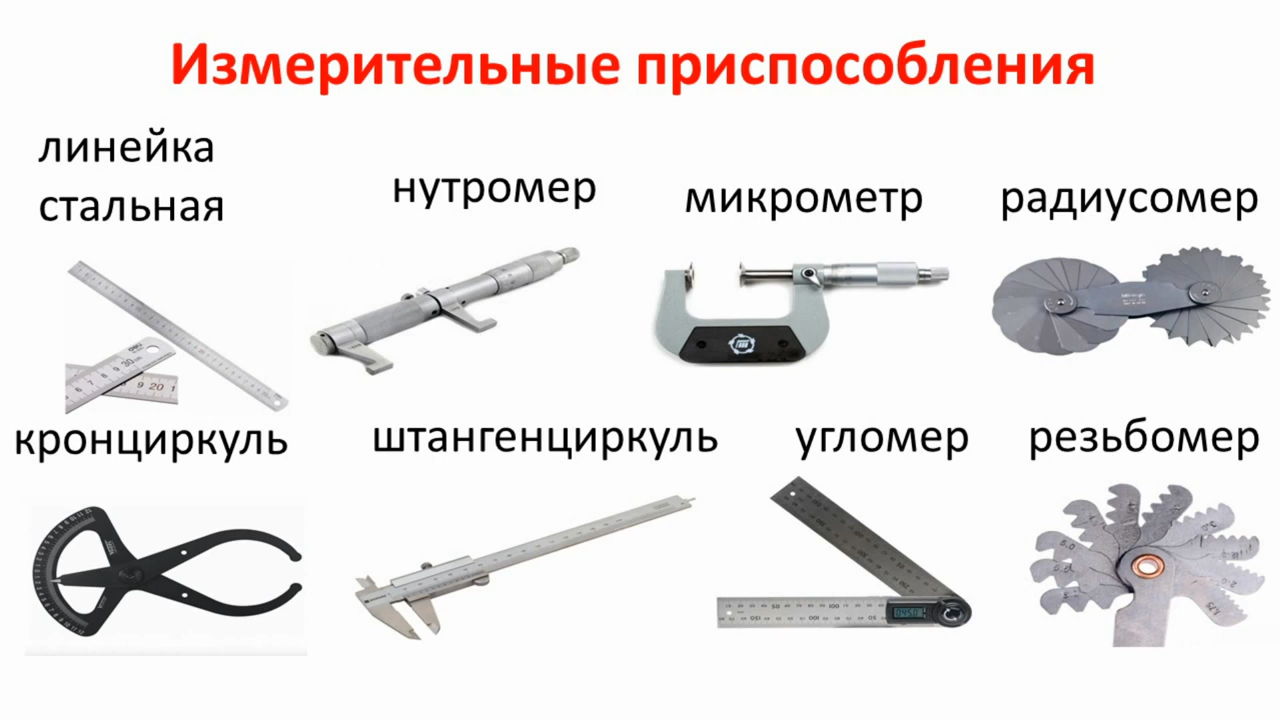 Измерительные приспособления
линейка
стальная
нутромер
микрометр
радиусомер
кронциркуль
штангенциркуль
угломер
резьбомер